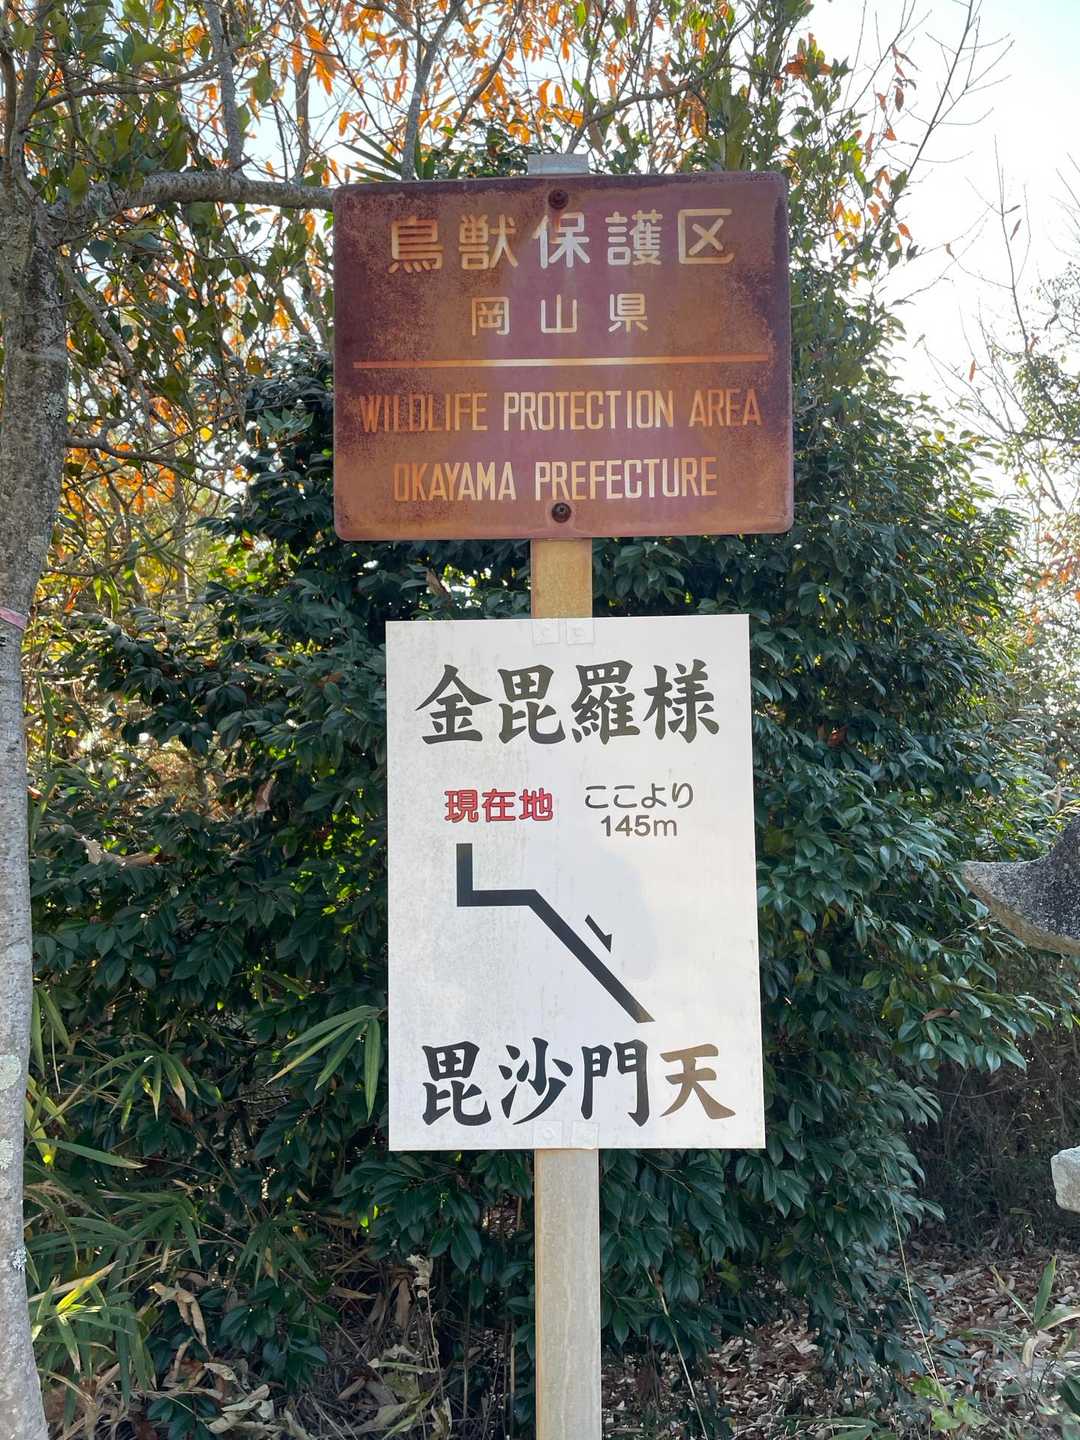 鳥獣保護区
岡山県
WILDLIFE PROTECTION AREA
OKAYAMA PREFECTURE
金毘羅様
現在地
ここより
145m
毘沙門天